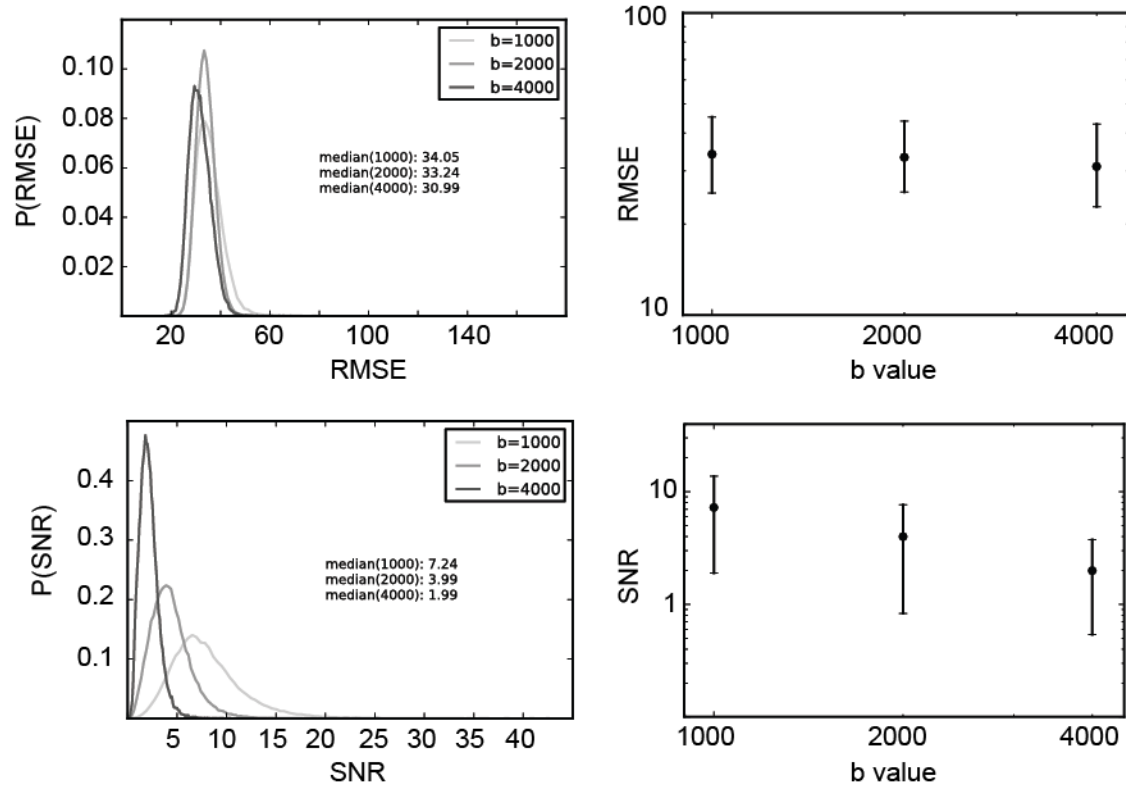 b=1000
b=2000
b=4000
0.10
0.08
0.06
0.04
0.02
P(RMSE)
median(1000): 34.05
median(2000): 33.24
median(4000): 30.99
20 60 100 140
RMSE
100
10
RMSE
1000 2000 4000
b value
b=1000
b=2000
b=4000
0.4
0.3
0.2
0.1
P(SNR)
median(1000): 7.24
median(2000): 3.99
median(4000): 1.99
5 10 15 20 25 30 35 40
SNR
10
1
SNR
1000 2000 4000
b value